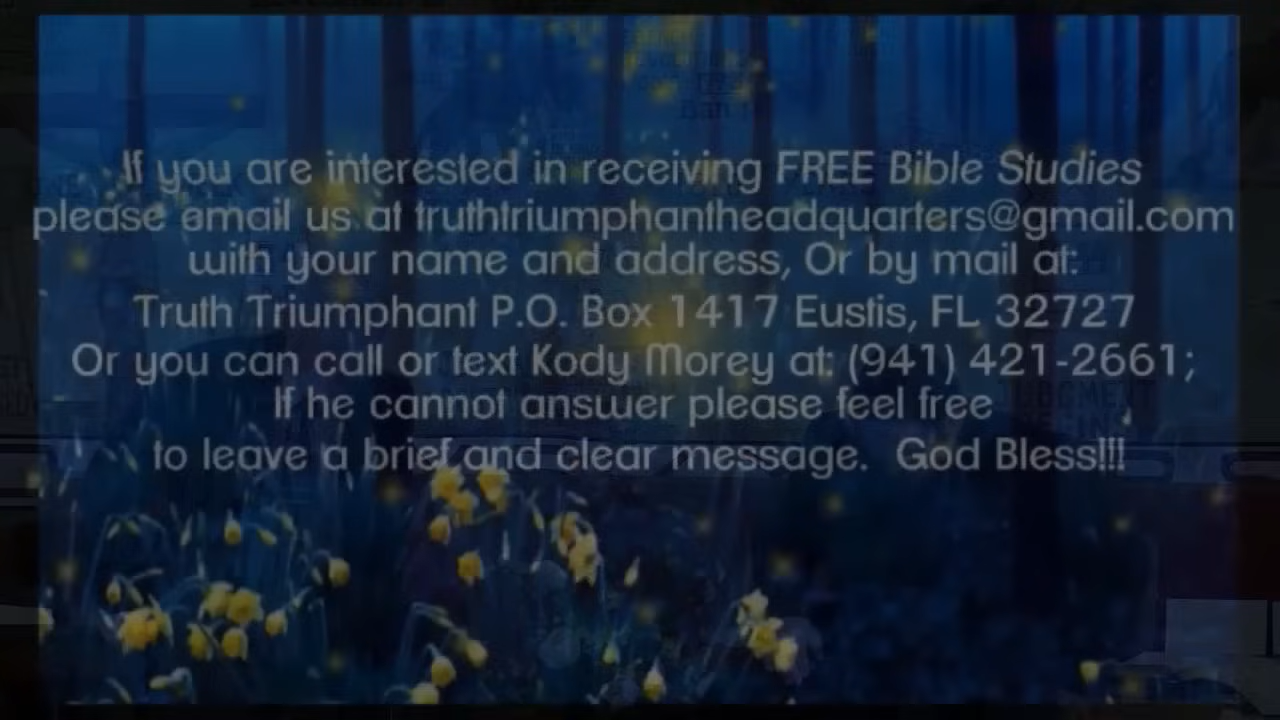 If you are interested in receiving FREE Bible Studies
please email us at truthtriumphantheadquarters@gmail.com
with your name and address, Or by mail at:
Truth Triumphant P.O. Box 1417 Eustis, FL 32727
Or you can call or text Kody Morey at: (941) 421-2661;
If he cannot answer please feel free
to leave a brief and clear message.  God Bless!!!